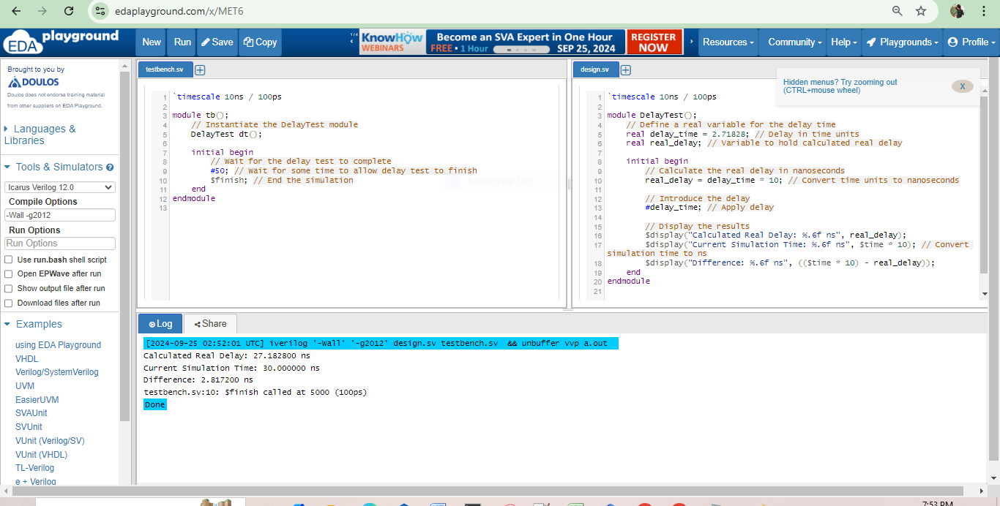 edaplayground.com/x/MET6
EDA playground
New
Run
Save
Copy
1/4
KnowHow
WEBINARS
Become an SVA Expert in One Hour
FREE • 1 Hour
SEP 25, 2024
REGISTER
NOW
Resources
Community
Help
Playgrounds
Profile
Brought to you by
DOULOS
Doulos does not endorse training material
from other suppliers on EDA Playground.
Languages &
Libraries
Tools & Simulators
Icarus Verilog 12.0
Compile Options
-Wall -g2012
Run Options
Run Options
Use run.bash shell script
Open EPWave after run
Show output file after run
Download files after run
Examples
using EDA Playground
VHDL
Verilog/SystemVerilog
UVM
EasierUVM
SVAUnit
SVUnit
VUnit (Verilog/SV)
VUnit (VHDL)
TL-Verilog
e + Verilog
testbench.sv
1 `timescale 10ns / 100ps
2
3 module tb();
4 // Instantiate the DelayTest module
5 DelayTest dt();
6
7 initial begin
8 // Wait for the delay test to complete
9 #50; // Wait for some time to allow delay test to finish
10 $finish; // End the simulation
11 end
12 endmodule
13
Rectangular Snip
design.sv
Hidden menus? Try zooming out
(CTRL+mouse wheel)
X
1 `timescale 10ns / 100ps
2
3 module DelayTest();
4 // Define a real variable for the delay time
5 real delay_time = 2.71828; // Delay in time units
6 real real_delay; // Variable to hold calculated real delay
7
8 initial begin
9 // Calculate the real delay in nanoseconds
10 real_delay = delay_time * 10; // Convert time units to nanoseconds
11
12 // Introduce the delay
13 #delay_time; // Apply delay
14
15 // Display the results
16 $display("Calculated Real Delay: %.6f ns", real_delay);
17 $display("Current Simulation Time: %.6f ns", $time * 10); // Convert
simulation time to ns
18 $display("Difference: %.6f ns", (($time * 10) - real_delay));
19 end
20 endmodule
21
Log
Share
[2024-09-25 02:52:01 UTC] iverilog '-Wall' '-g2012' design.sv testbench.sv && unbuffer vvp a.out
Calculated Real Delay: 27.182800 ns
Current Simulation Time: 30.000000 ns
Difference: 2.817200 ns
testbench.sv:10: $finish called at 5000 (100ps)
Done
7:53 PM